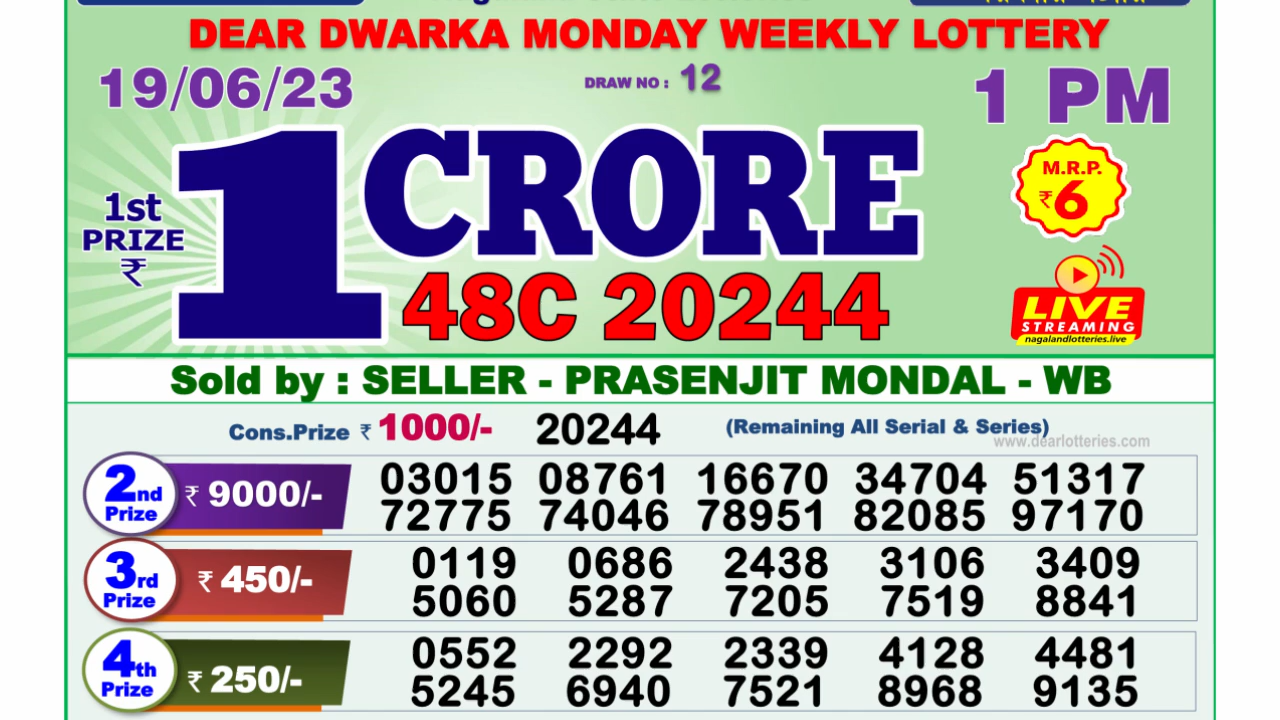 DEAR DWARKA MONDAY WEEKLY LOTTERY
19/06/23
DRAW NO : 12
1 PM
1st
PRIZE
₹
1 CRORE
48C 20244
M.R.P.
₹6
LIVE
STREAMING
nagalandlotteries.live
Sold by : SELLER - PRASENJIT MONDAL - WB
Cons.Prize ₹ 1000/- 20244 (Remaining All Serial & Series)
www.dearlotteries.com
2nd Prize ₹ 9000/-
03015 08761 16670 34704 51317
72775 74046 78951 82085 97170
3rd Prize ₹ 450/-
0119 0686 2438 3106 3409
5060 5287 7205 7519 8841
4th Prize ₹ 250/-
0552 2292 2339 4128 4481
5245 6940 7521 8968 9135